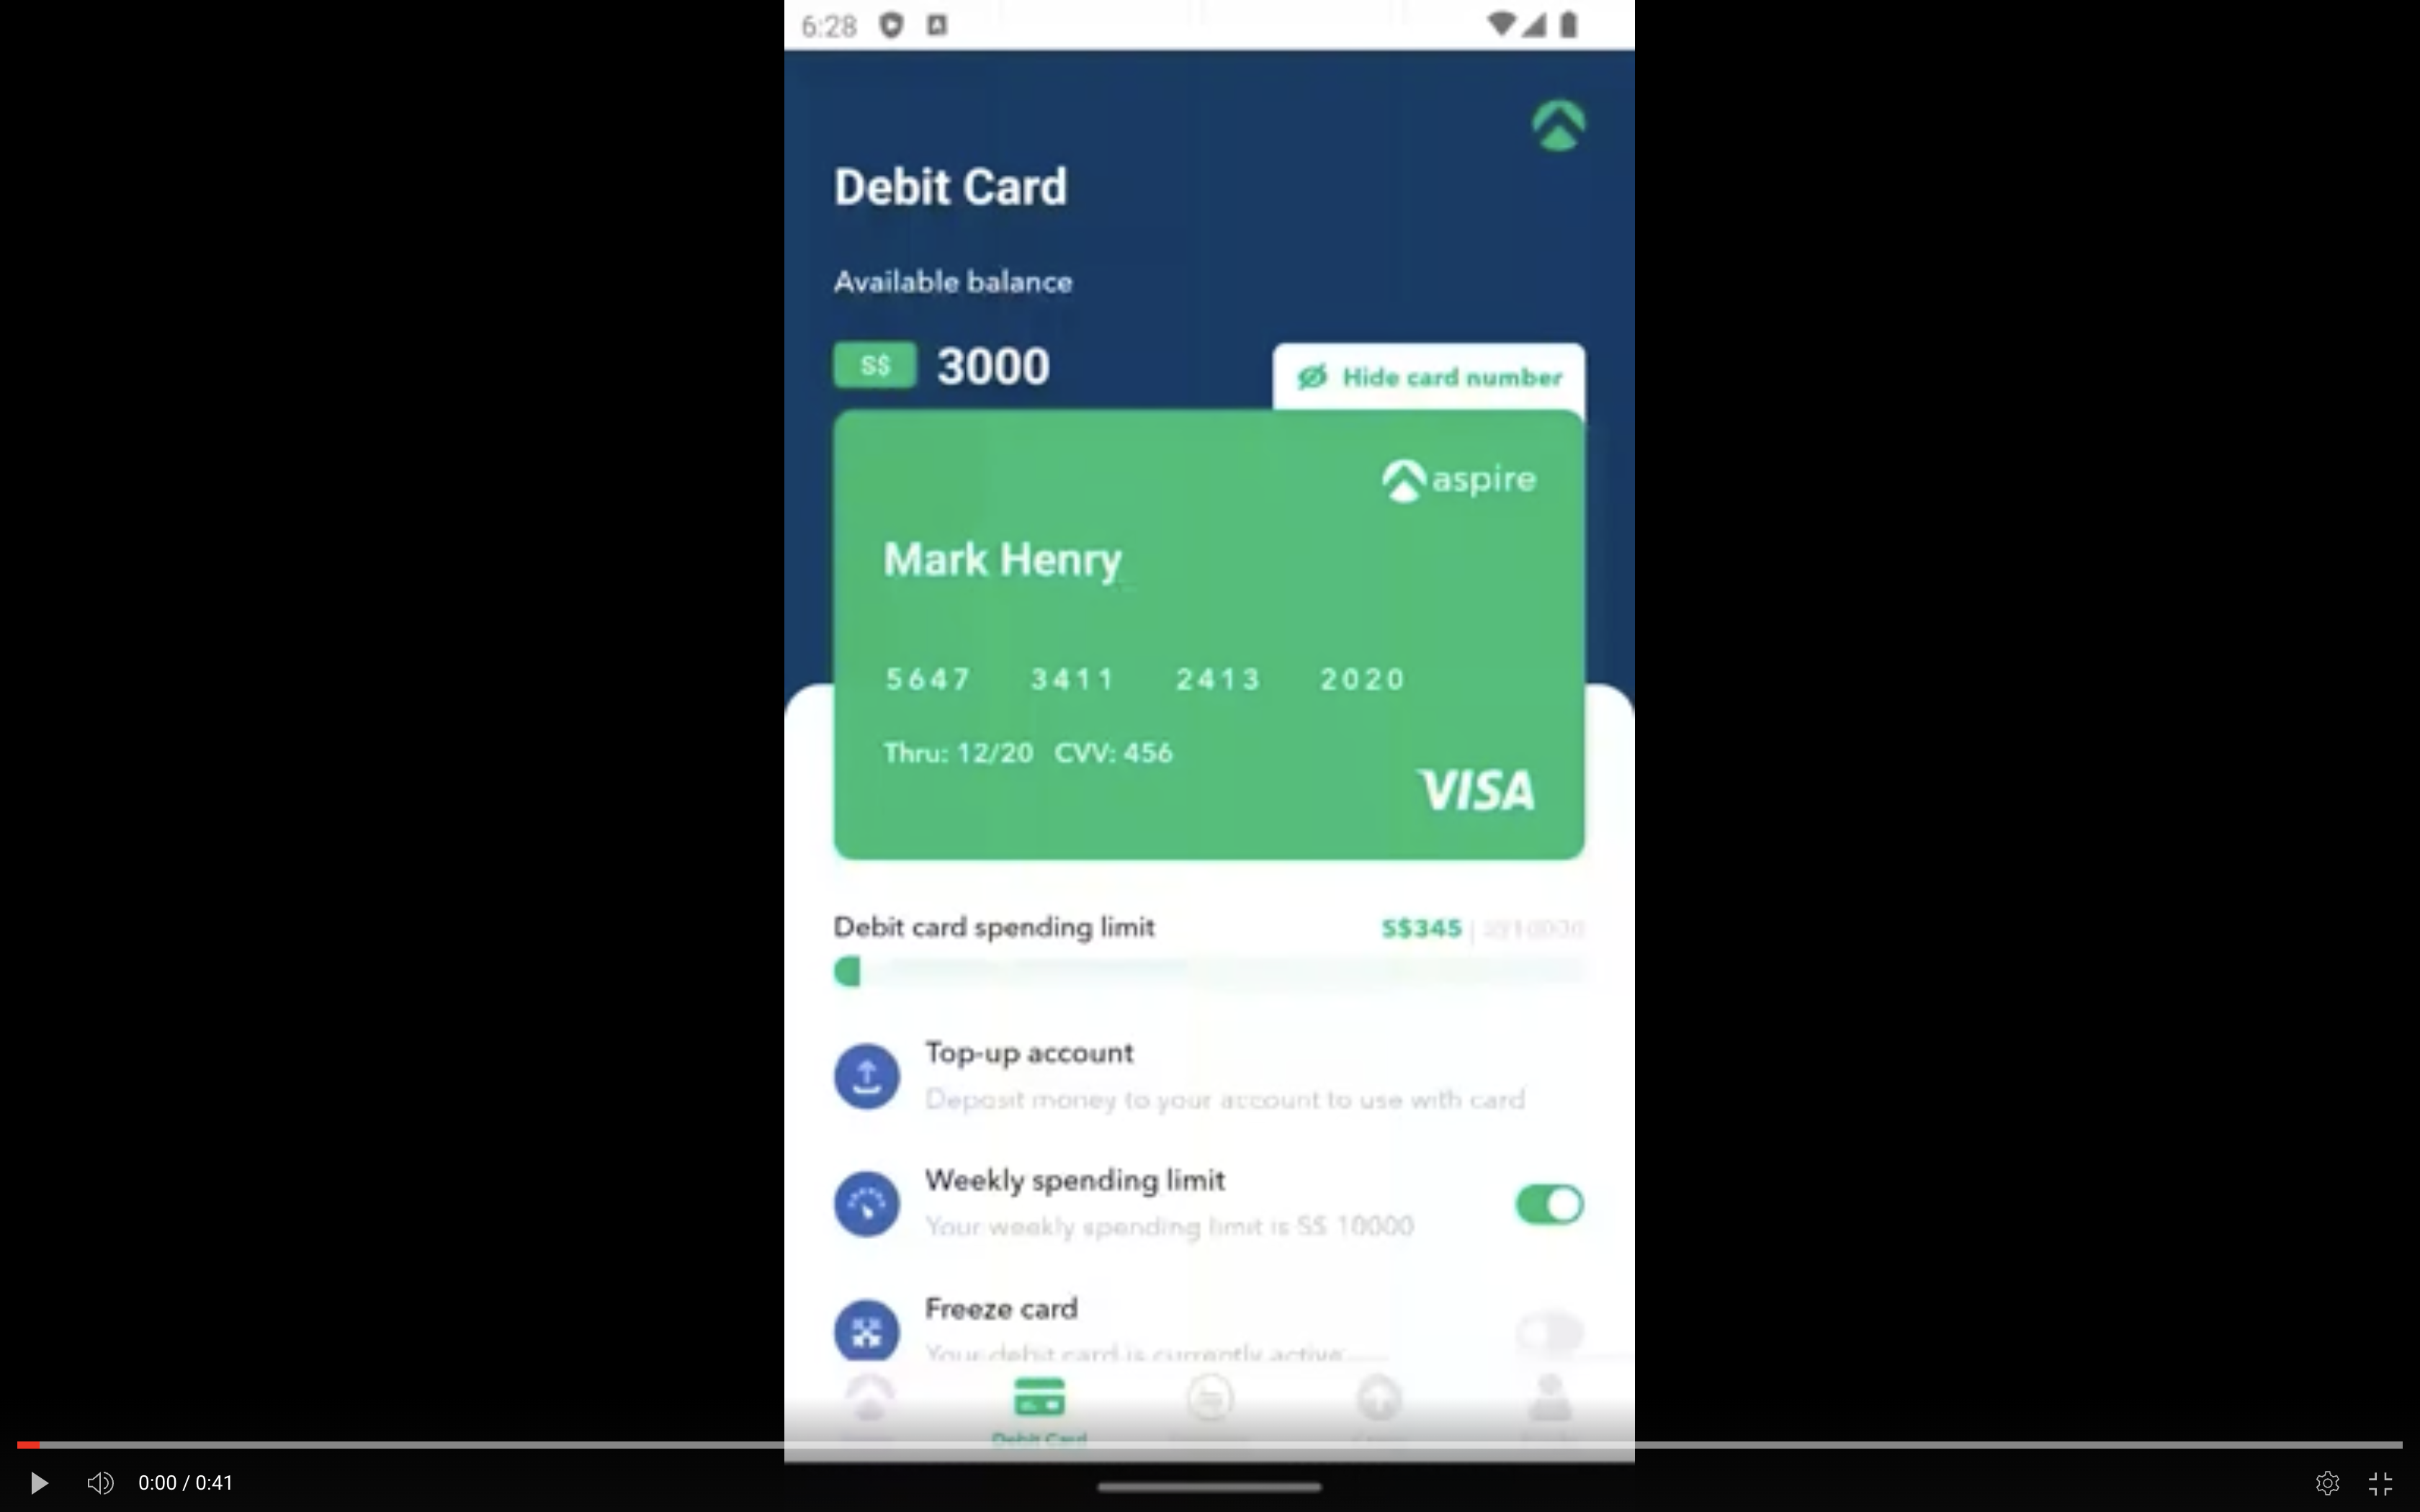 6:28
Debit Card
Available balance
S$ 3000
Hide card number
aspire
Mark Henry
5647 3411 2413 2020
Thru: 12/20 CVV: 456
VISA
Debit card spending limit S$345 |
Top-up account
Deposit money to your account to use with card
Weekly spending limit
Your weekly spending limit is S$ 10000
Freeze card
Your debit card is currently active
Debit Card
0:00 / 0:41